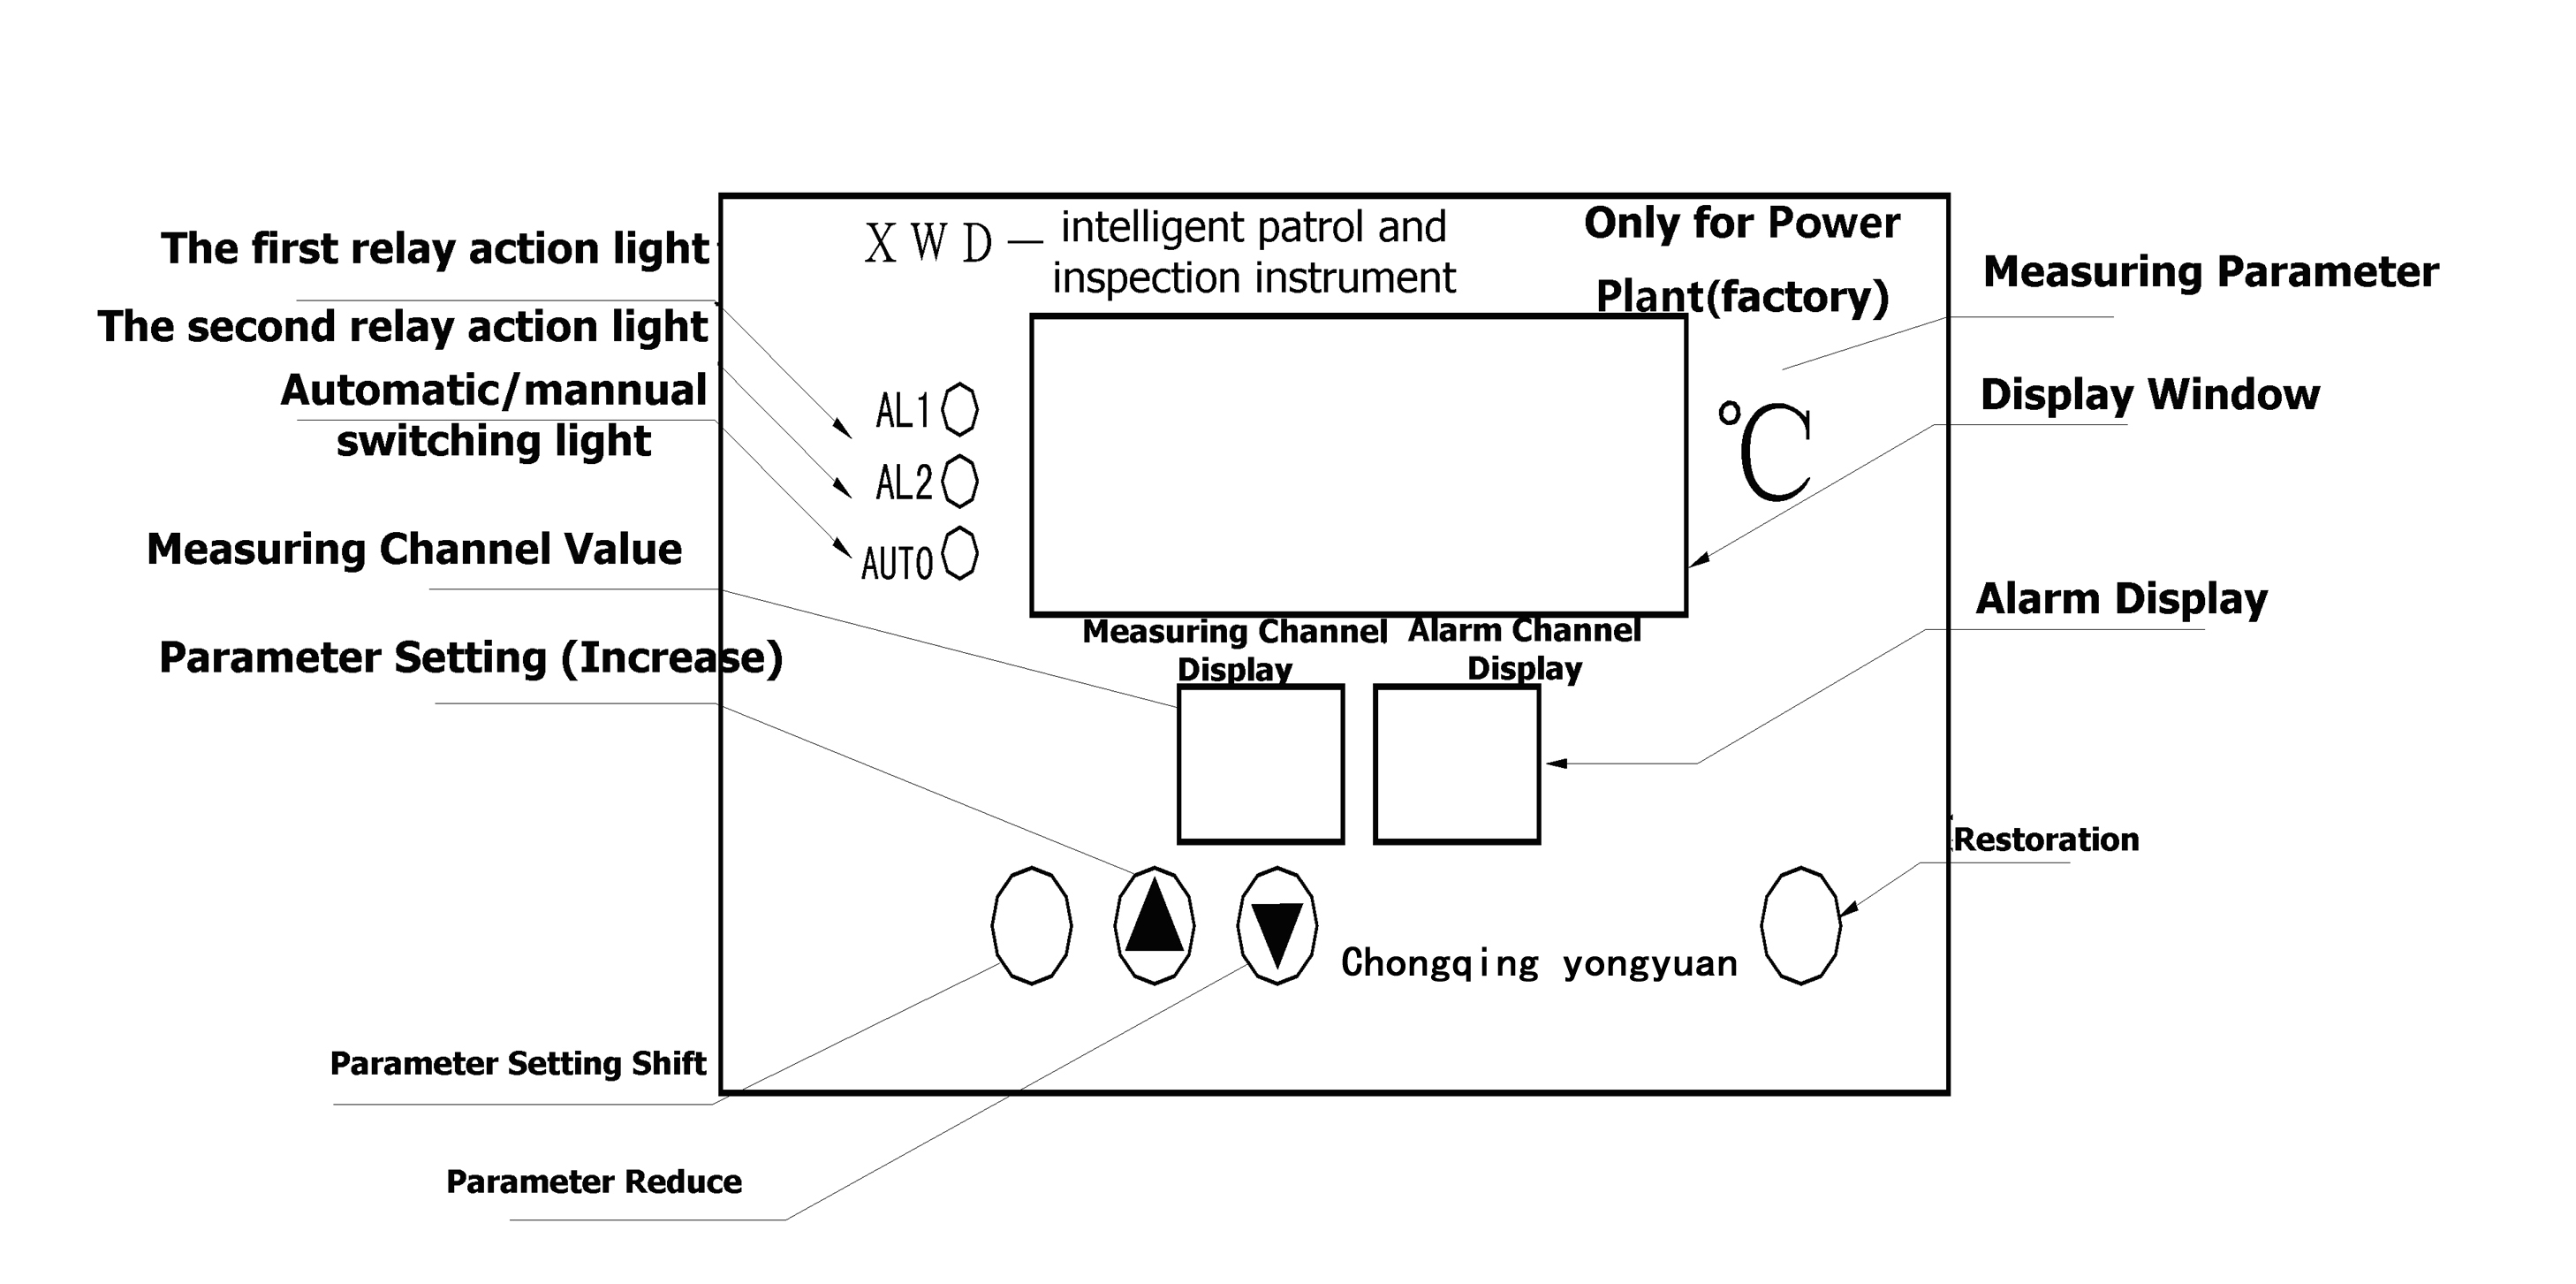 The first relay action light
The second relay action light
Automatic/mannual
switching light
Measuring Channel Value
Parameter Setting (Increase)
Parameter Setting Shift
Parameter Reduce
XWD— intelligent patrol and
inspection instrument
Only for Power
Plant(factory)
AL1
AL2
AUTO
℃
Measuring Channel
Display
Alarm Channel
Display
Chongqing yongyuan
Measuring Parameter
Display Window
Alarm Display
Restoration